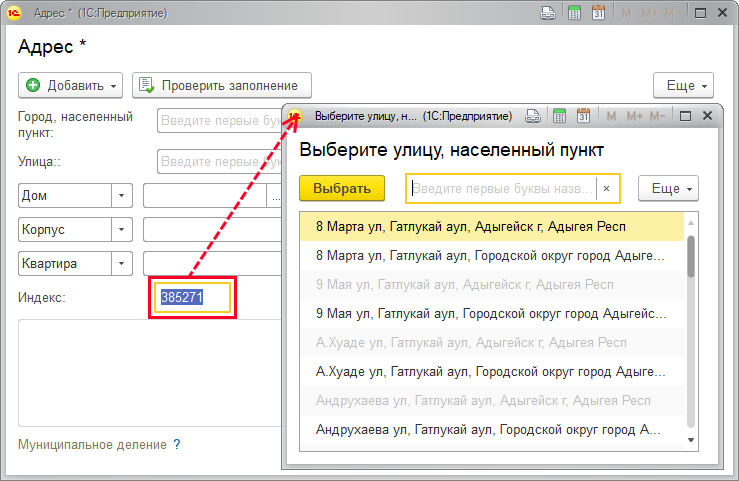 Адрес * (1С:Предприятие)
M M+ M-
Адрес *
Добавить
Проверить заполнение
Еще
Город, населенный
пункт:
Введите первые бук
Улица::
Введите первые бук
Дом
...
Корпус
Квартира
Индекс:
385271
Муниципальное деление ?
Выберите улицу, н... (1С:Предприятие)
M M+ M-
Выберите улицу, населенный пункт
Выбрать
Введите первые буквы назв...
×
Еще
8 Марта ул, Гатлукай аул, Адыгейск г, Адыгея Респ
8 Марта ул, Гатлукай аул, Городской округ город Адыге...
9 Мая ул, Гатлукай аул, Адыгейск г, Адыгея Респ
9 Мая ул, Гатлукай аул, Городской округ город Адыгейс...
А.Хуаде ул, Гатлукай аул, Адыгейск г, Адыгея Респ
А.Хуаде ул, Гатлукай аул, Городской округ город Адыге...
Андрухаева ул, Гатлукай аул, Адыгейск г, Адыгея Респ
Андрухаева ул, Гатлукай аул, Городской округ город А...